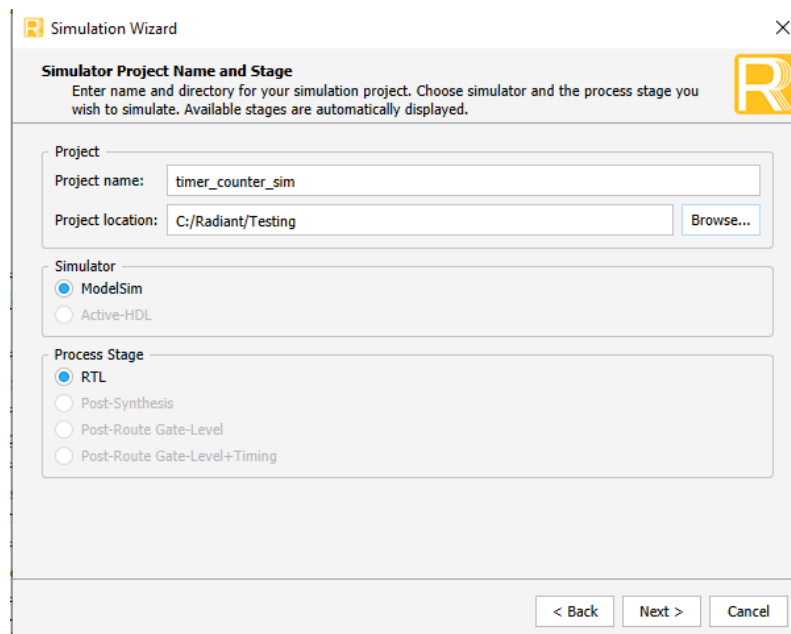 Simulation Wizard
Simulator Project Name and Stage
Enter name and directory for your simulation project. Choose simulator and the process stage you
wish to simulate. Available stages are automatically displayed.
Project
Project name: timer_counter_sim
Project location: C:/Radiant/Testing Browse...
Simulator
ModelSim
Active-HDL
Process Stage
RTL
Post-Synthesis
Post-Route Gate-Level
Post-Route Gate-Level+Timing
< Back Next > Cancel